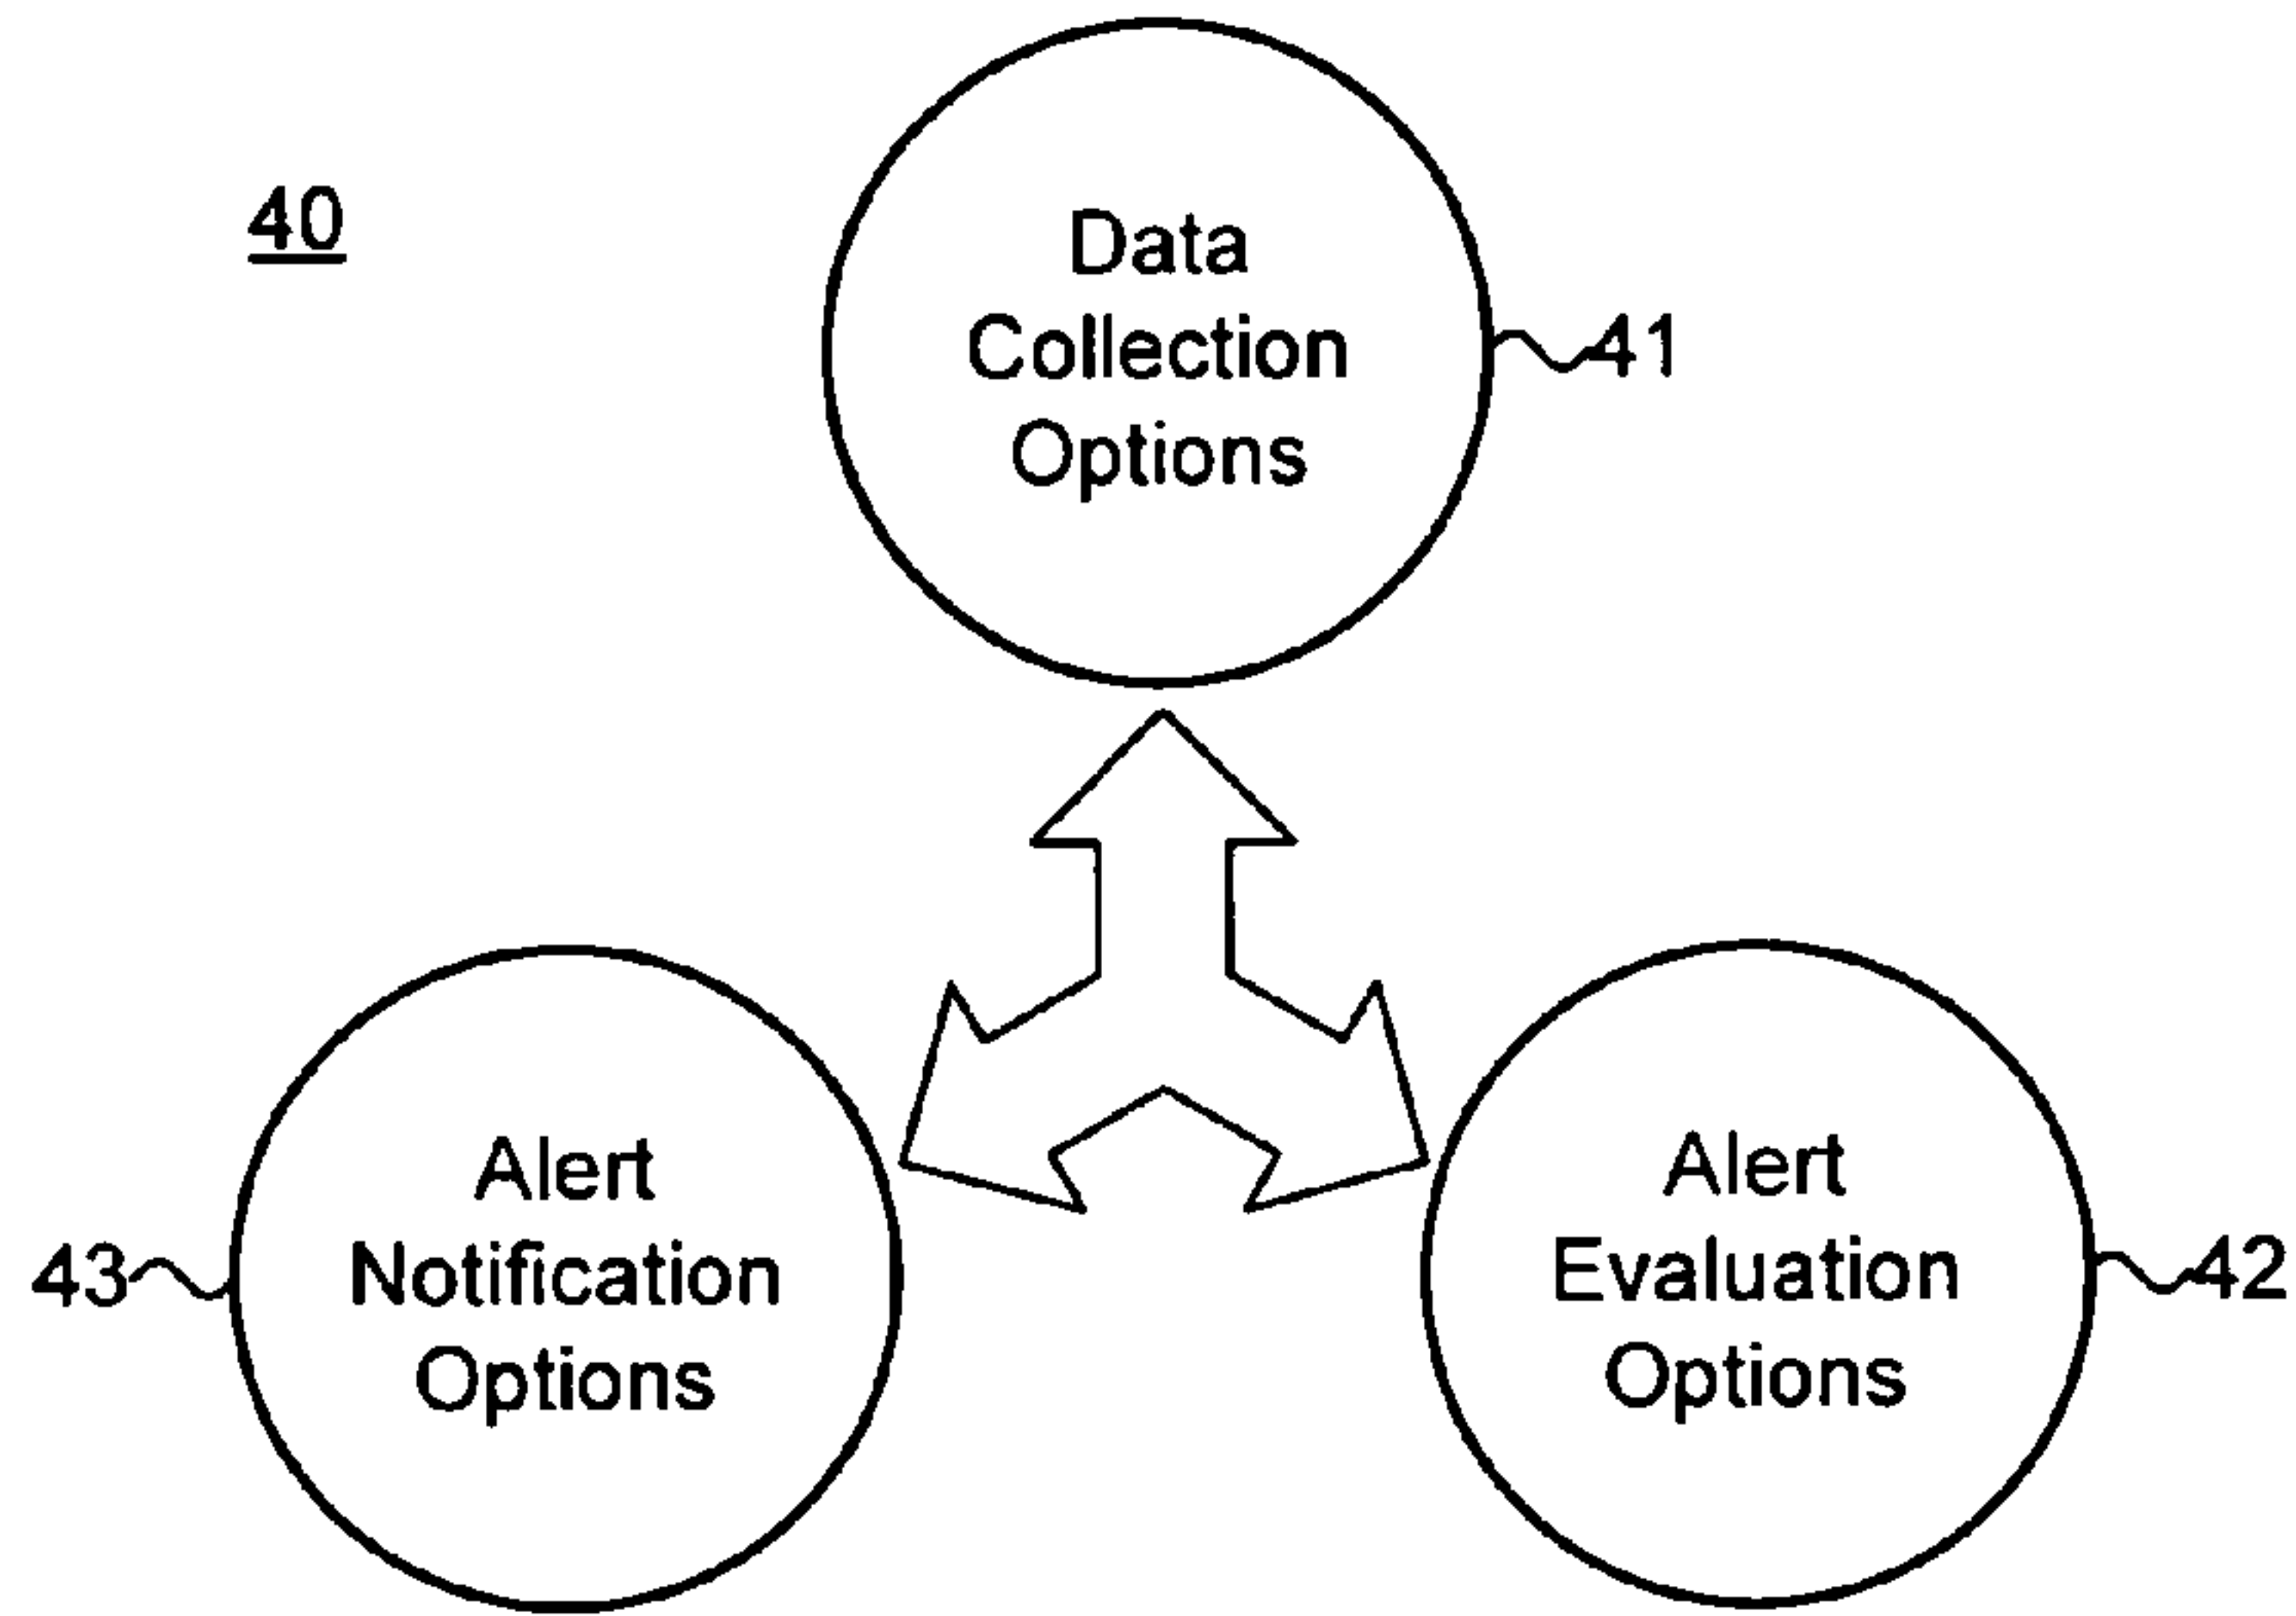 40
Data
Collection
Options
41
Alert
Notification
Options
43
Alert
Evaluation
Options
42